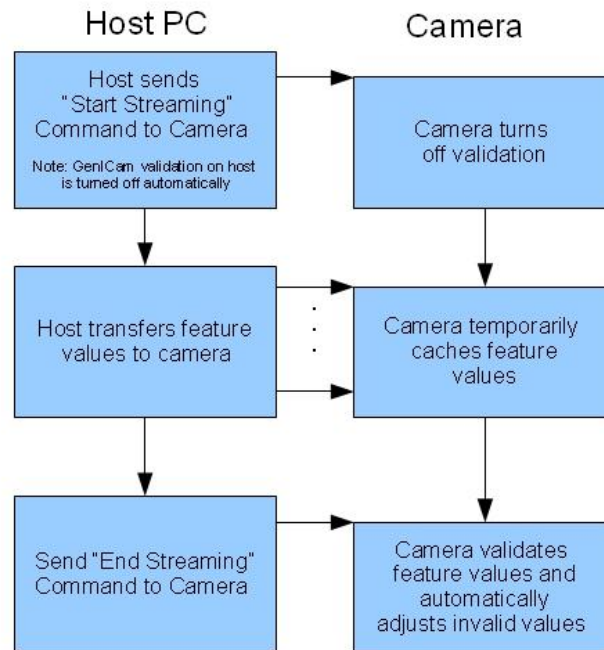 Host PC
Camera
Host sends
"Start Streaming"
Command to Camera
Note: GenICam validation on host
is turned off automatically
Camera turns
off validation
Host transfers feature
values to camera
Camera temporarily
caches feature
values
Send "End Streaming"
Command to Camera
Camera validates
feature values and
automatically
adjusts invalid values